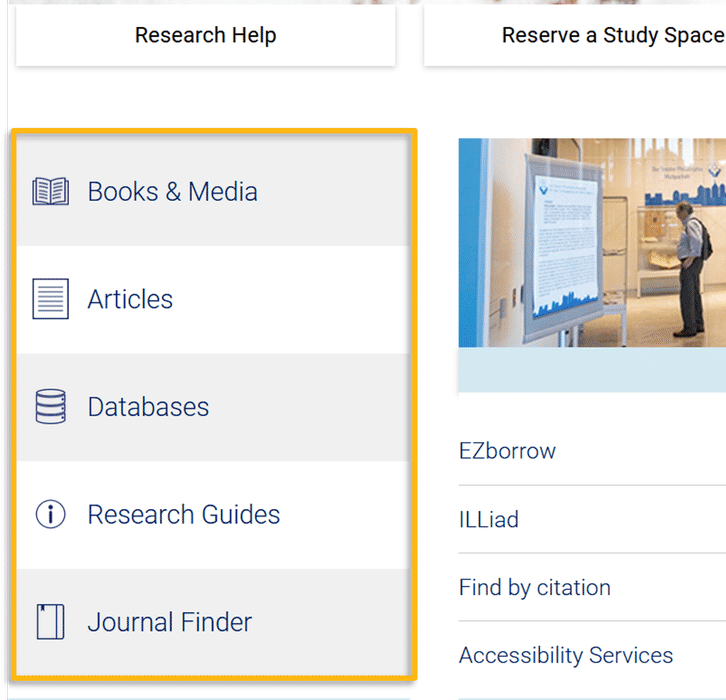 Research Help
Reserve a Study Space
Books & Media
Articles
Databases
Research Guides
Journal Finder
EZborrow
ILLiad
Find by citation
Accessibility Services